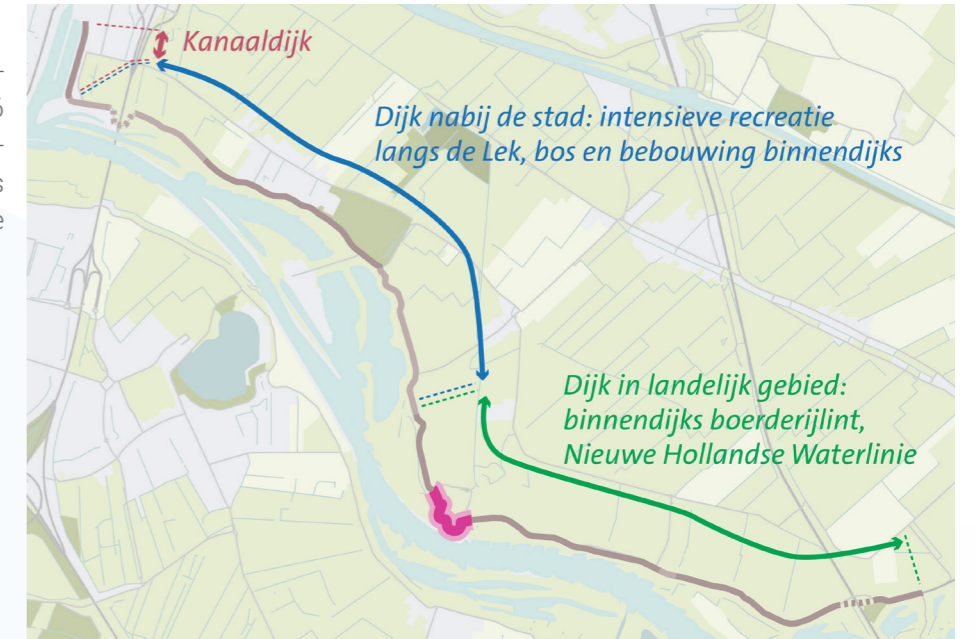 Kanaaldijk
Dijk nabij de stad: intensieve recreatie
langs de Lek, bos en bebouwing binnendijks
Dijk in landelijk gebied:
binnendijks boerderijlint,
Nieuwe Hollandse Waterlinie